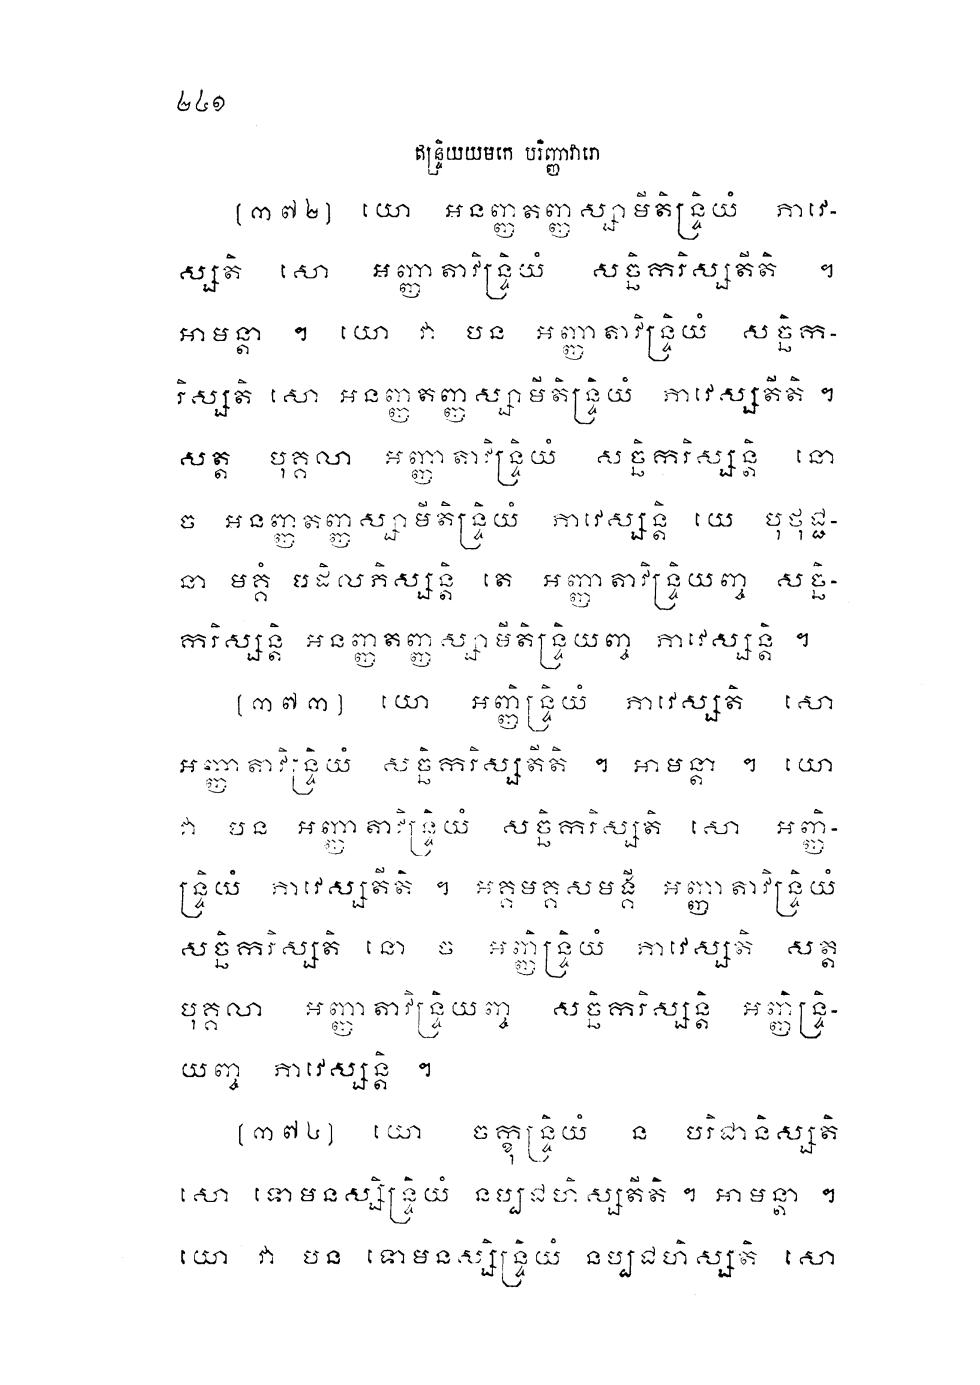 ២៤១
ឥន្ទ្រិយយមកេ បរិញ្ញាវារោ
[៣៧២] យោ អនញ្ញតញ្ញស្សាមីតិន្ទ្រិយំ ភាវេ-
ស្សតិ សោ អញ្ញាតាវិន្ទ្រិយំ សច្ឆិករិស្សតីតិ ។
អាមន្តា ។ យោ វា បន អញ្ញាតាវិន្ទ្រិយំ សច្ឆិក-
រិស្សតិ សោ អនញ្ញតញ្ញស្សាមីតិន្ទ្រិយំ ភាវេស្សតីតិ ។
សត្ត បុគ្គលា អញ្ញាតាវិន្ទ្រិយំ សច្ឆិករិស្សន្តិ នោ
ច អនញ្ញតញ្ញស្សាមីតិន្ទ្រិយំ ភាវេស្សន្តិ យេ បុថុជ្ជ-
នា មគ្គំ បដិលភិស្សន្តិ តេ អញ្ញាតាវិន្ទ្រិយញ្ច សច្ឆិ-
ករិស្សន្តិ អនញ្ញតញ្ញស្សាមីតិន្ទ្រិយញ្ច ភាវេស្សន្តិ ។
[៣៧៣] យោ អញ្ញិន្ទ្រិយំ ភាវេស្សតិ សោ
អញ្ញាតាវិន្ទ្រិយំ សច្ឆិករិស្សតីតិ ។ អាមន្តា ។ យោ
វា បន អញ្ញាតាវិន្ទ្រិយំ សច្ឆិករិស្សតិ សោ អញ្ញិ-
ន្ទ្រិយំ ភាវេស្សតីតិ ។ អគ្គមគ្គសមង្គី អញ្ញាតាវិន្ទ្រិយំ
សច្ឆិករិស្សតិ នោ ច អញ្ញិន្ទ្រិយំ ភាវេស្សតិ សត្ត
បុគ្គលា អញ្ញាតាវិន្ទ្រិយញ្ច សច្ឆិករិស្សន្តិ អញ្ញិន្ទ្រិ-
យញ្ច ភាវេស្សន្តិ ។
[៣៧៤] យោ ចក្ខុន្ទ្រិយំ ន បរិជានិស្សតិ
សោ ទោមនស្សិន្ទ្រិយំ នប្បជហិស្សតីតិ ។ អាមន្តា ។
យោ វា បន ទោមនស្សិន្ទ្រិយំ នប្បជហិស្សតិ សោ